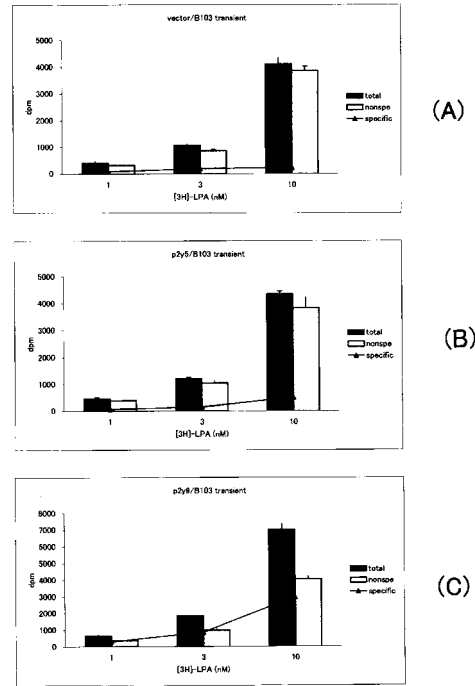 vector/B103 transient
5000
4000
3000
2000
1000
0
dpm
1
3
10
[3H]-LPA (nM)
total
nonspe
specific
(A)
p2y5/B103 transient
5000
4000
3000
2000
1000
0
dpm
1
3
10
[3H]-LPA (nM)
total
nonspe
specific
(B)
p2y9/B103 transient
8000
7000
6000
5000
4000
3000
2000
1000
0
dpm
1
3
10
[3H]-LPA (nM)
total
nonspe
specific
(C)